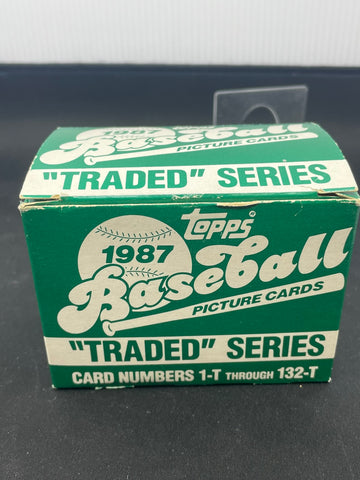 1987
Baseball
PICTURE CARDS
"TRADED" SERIES
Topps®
1987
Baseball
PICTURE CARDS
"TRADED" SERIES
CARD NUMBERS 1-T THROUGH 132-T